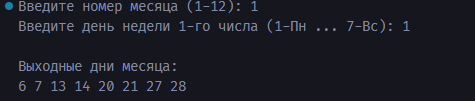 Введите номер месяца (1-12): 1
Введите день недели 1-го числа (1-Пн ... 7-Вс): 1
Выходные дни месяца:
6 7 13 14 20 21 27 28